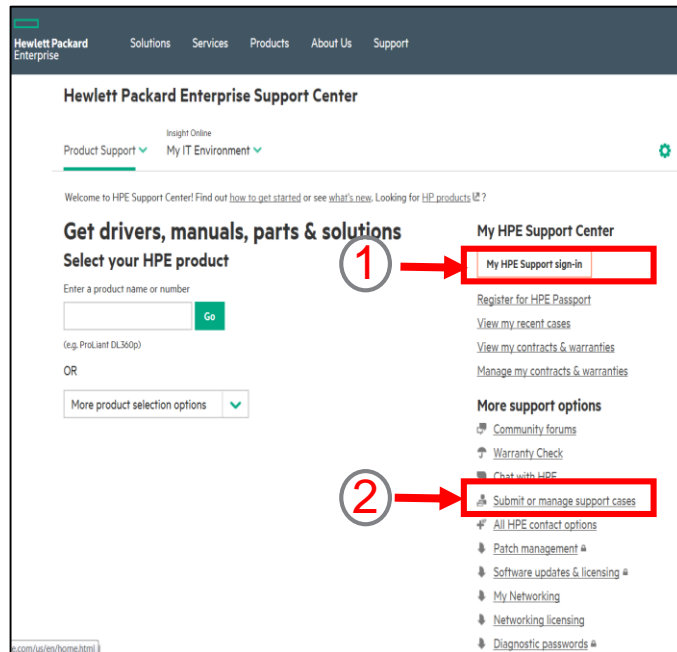 Hewlett Packard
Enterprise
Solutions Services Products About Us Support
Hewlett Packard Enterprise Support Center
Insight Online
Product Support My IT Environment
Welcome to HPE Support Center! Find out how to get started or see what's new. Looking for HP products ?
Get drivers, manuals, parts & solutions
Select your HPE product
Enter a product name or number
Go
(e.g. ProLiant DL360p)
OR
More product selection options
1
My HPE Support Center
My HPE Support sign-in
Register for HPE Passport
View my recent cases
View my contracts & warranties
Manage my contracts & warranties
More support options
Community forums
Warranty Check
Chat with HPE
2
Submit or manage support cases
All HPE contact options
Patch management
Software updates & licensing
My Networking
Networking licensing
Diagnostic passwords
e.com/us/en/home.html